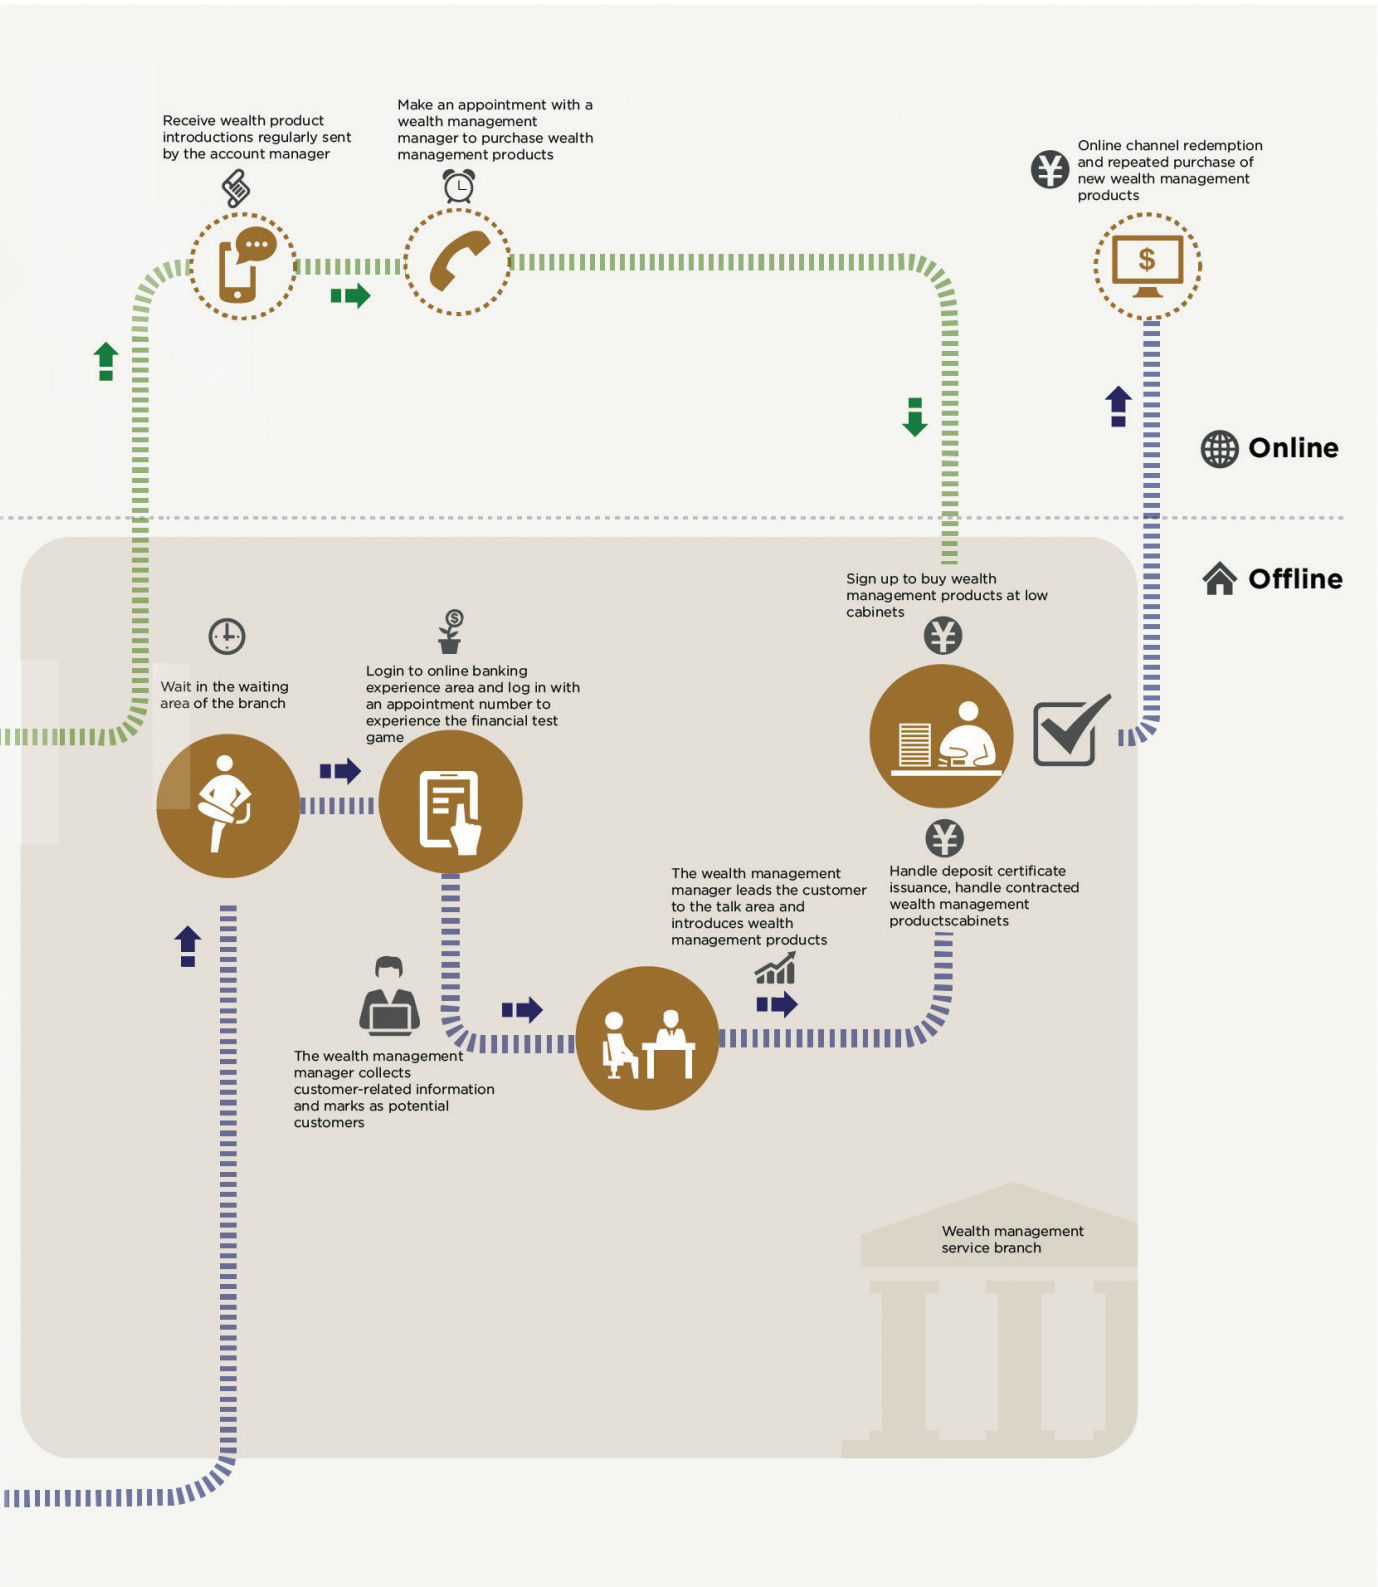 Receive wealth product
introductions regularly sent
by the account manager
Make an appointment with a
wealth management
manager to purchase wealth
management products
Online channel redemption
and repeated purchase of
new wealth management
products
¥
$
Online
Offline
Sign up to buy wealth
management products at low
cabinets
¥
$
Wait in the waiting
area of the branch
Login to online banking
experience area and log in with
an appointment number to
experience the financial test
game
¥
The wealth management
manager leads the customer
to the talk area and
introduces wealth
management products
Handle deposit certificate
issuance, handle contracted
wealth management
productscabinets
The wealth management
manager collects
customer-related information
and marks as potential
customers
Wealth management
service branch